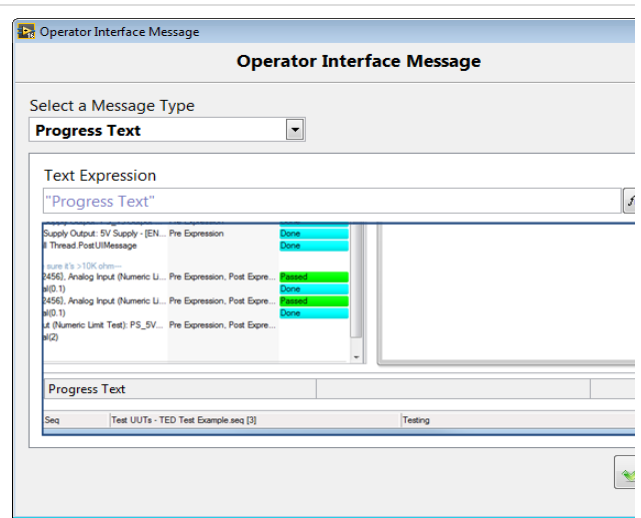 Operator Interface Message
Operator Interface Message
Select a Message Type
Progress Text
Text Expression
"Progress Text"
Supply Output: 5V Supply - [EN... Pre Expression Done
ll Thread.PostUIMessage Done
sure it's >10K ohm---
2456}, Analog Input (Numeric Li... Pre Expression, Post Expre... Passed
al(0.1) Done
2456}, Analog Input (Numeric Li... Pre Expression, Post Expre... Passed
al(0.1) Done
ut (Numeric Limit Test): PS_5V... Pre Expression, Post Expre...
al(2)
Progress Text
.Seq Test UUTs - TED Test Example.seq [3] Testing